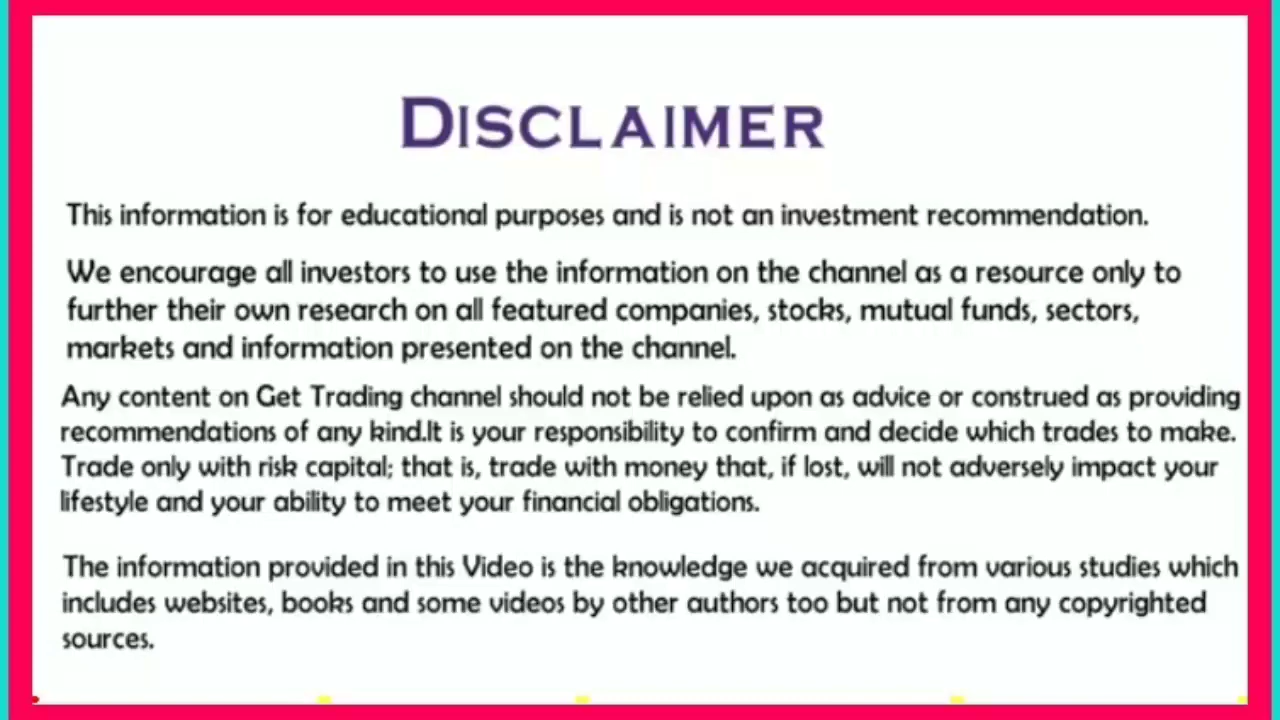 DISCLAIMER
This information is for educational purposes and is not an investment recommendation.
We encourage all investors to use the information on the channel as a resource only to
further their own research on all featured companies, stocks, mutual funds, sectors,
markets and information presented on the channel.
Any content on Get Trading channel should not be relied upon as advice or construed as providing
recommendations of any kind.It is your responsibility to confirm and decide which trades to make.
Trade only with risk capital; that is, trade with money that, if lost, will not adversely impact your
lifestyle and your ability to meet your financial obligations.
The information provided in this Video is the knowledge we acquired from various studies which
includes websites, books and some videos by other authors too but not from any copyrighted
sources.